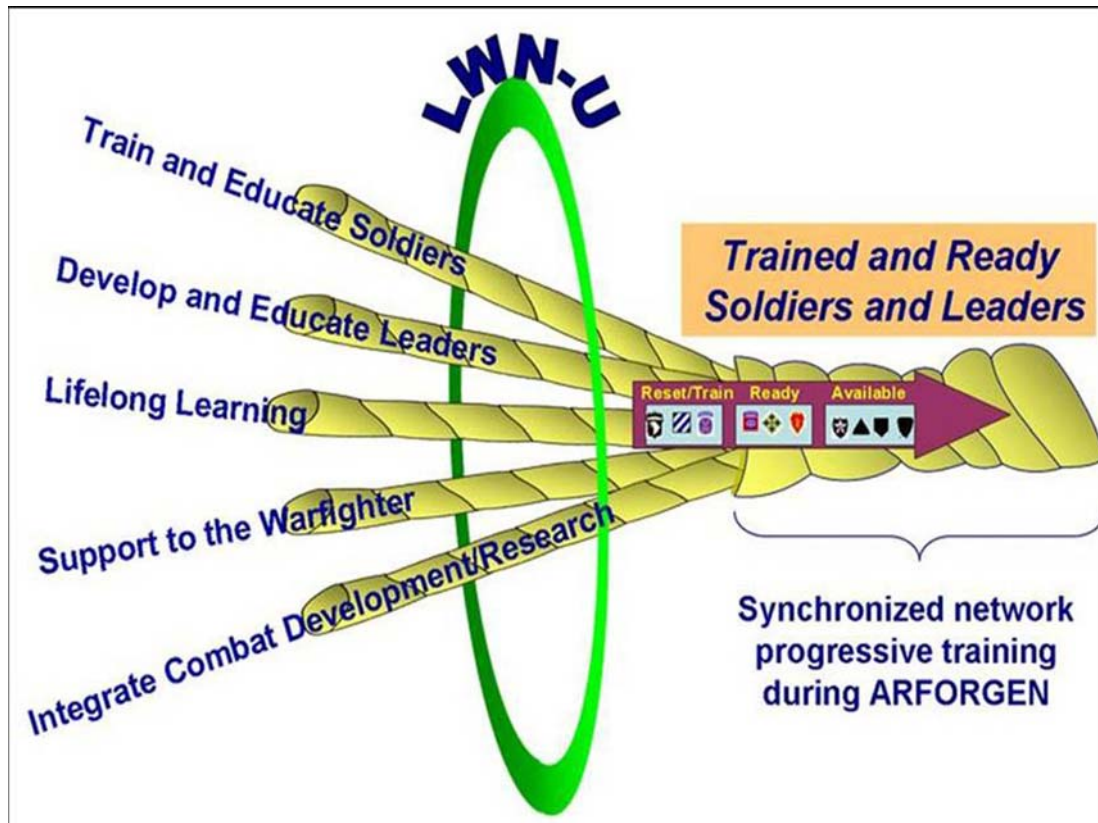 LWN-U
Train and Educate Soldiers
Develop and Educate Leaders
Lifelong Learning
Support to the Warfighter
Integrate Combat Development/Research
Trained and Ready
Soldiers and Leaders
Reset/Train
Ready
Available
Synchronized network
progressive training
during ARFORGEN